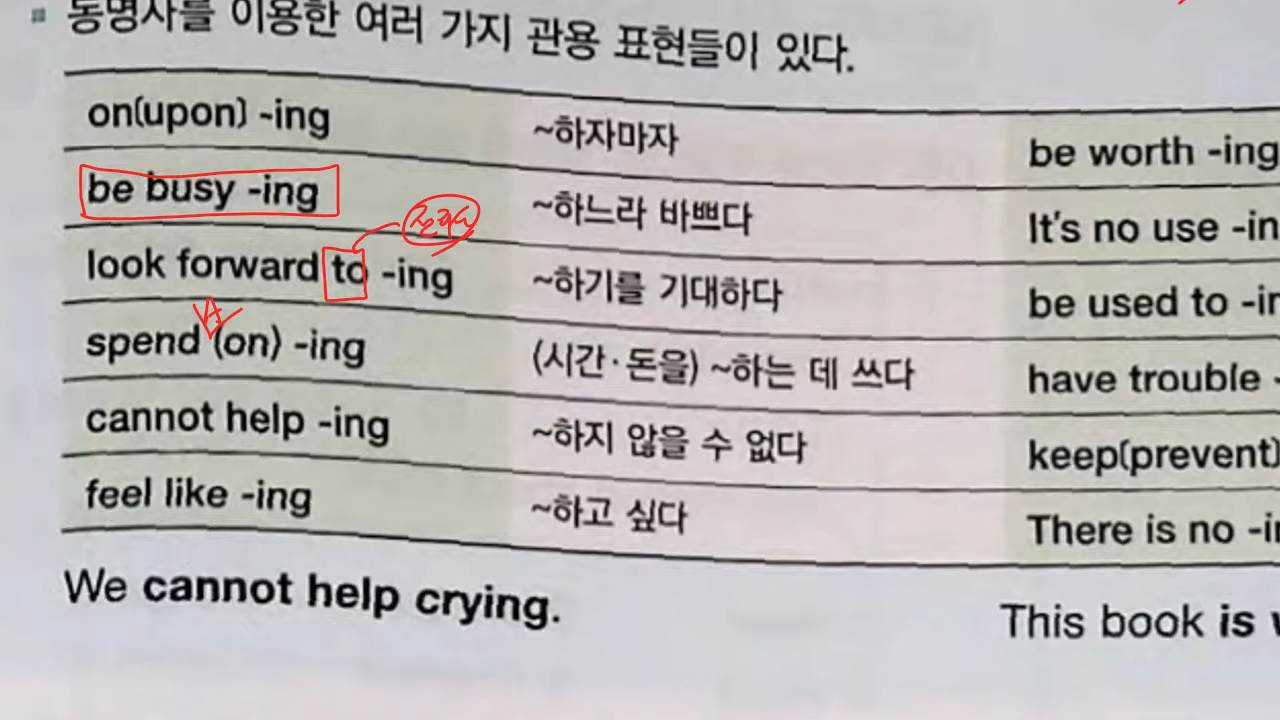 동명사를 이용한 여러 가지 관용 표현들이 있다.
on(upon) -ing ~하자마자 be worth -ing
be busy -ing ~하느라 바쁘다 It's no use -in
전치사
look forward to -ing ~하기를 기대하다 be used to -in
A
spend (on) -ing (시간·돈을) ~하는 데 쓰다 have trouble -
cannot help -ing ~하지 않을 수 없다 keep(prevent)
feel like -ing ~하고 싶다 There is no -i
We cannot help crying. This book is